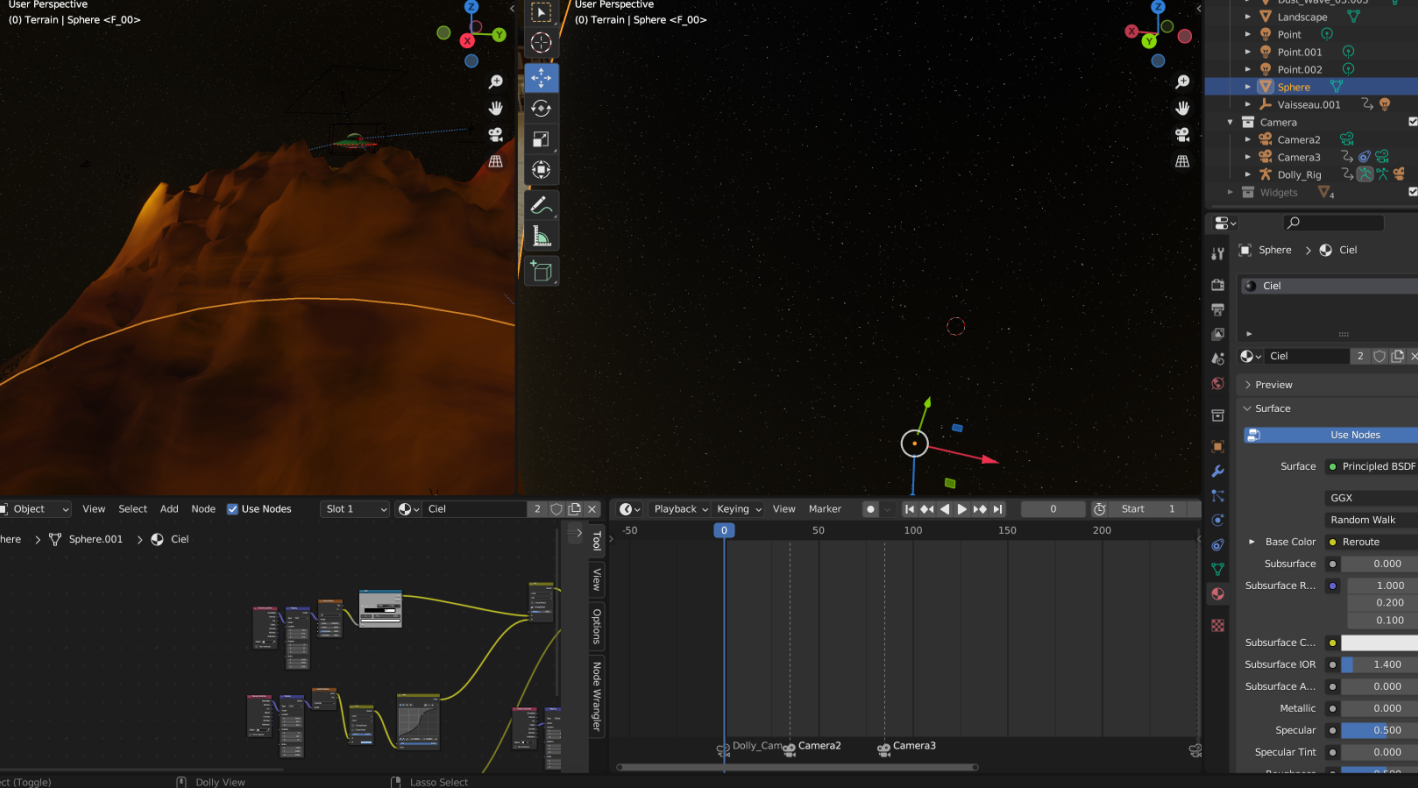 User Perspective
(0) Terrain | Sphere <F_00>
User Perspective
(0) Terrain | Sphere <F_00>
Landscape
Point
Point.001
Point.002
Sphere
Vaisseau.001
Camera
Camera2
Camera3
Dolly_Rig
Widgets
4
Sphere > Ciel
Ciel
Ciel 2
Preview
Surface
Use Nodes
Surface Principled BSDF
GGX
Random Walk
Base Color Reroute
Subsurface 0.000
Subsurface R... 1.000
0.200
0.100
Subsurface C...
Subsurface IOR 1.400
Subsurface A... 0.000
Metallic 0.000
Specular 0.500
Specular Tint 0.000
Object View Select Add Node Use Nodes Slot 1 Ciel 2
here > Sphere.001 > Ciel
Tool
View
Options
Node Wrangler
Playback Keying View Marker 0 Start 1
-50 0 50 100 150 200
Dolly_Cam Camera2 Camera3
ect (Toggle) Dolly View Lasso Select
X
Y
Z
X
Y
Z